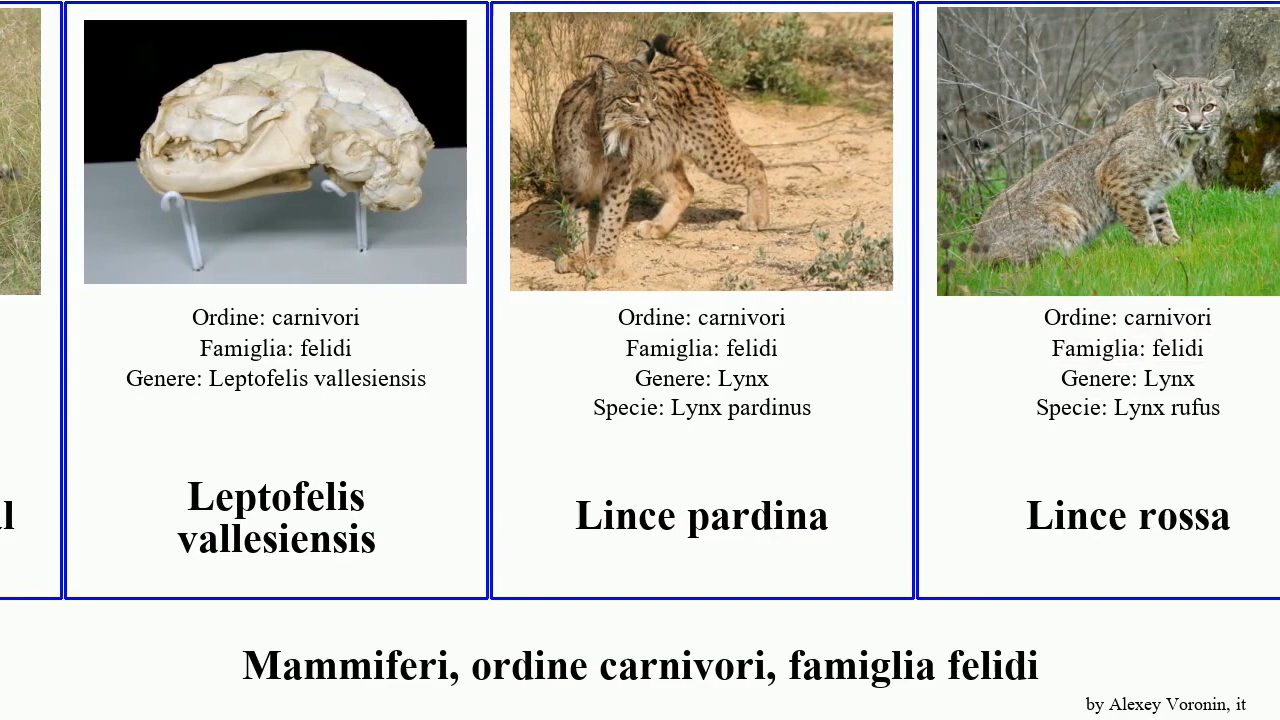 Ordine: carnivori
Famiglia: felidi
Genere: Leptofelis vallesiensis
Leptofelis
vallesiensis
Ordine: carnivori
Famiglia: felidi
Genere: Lynx
Specie: Lynx pardinus
Lince pardina
Ordine: carnivori
Famiglia: felidi
Genere: Lynx
Specie: Lynx rufus
Lince rossa
Mammiferi, ordine carnivori, famiglia felidi
by Alexey Voronin, it